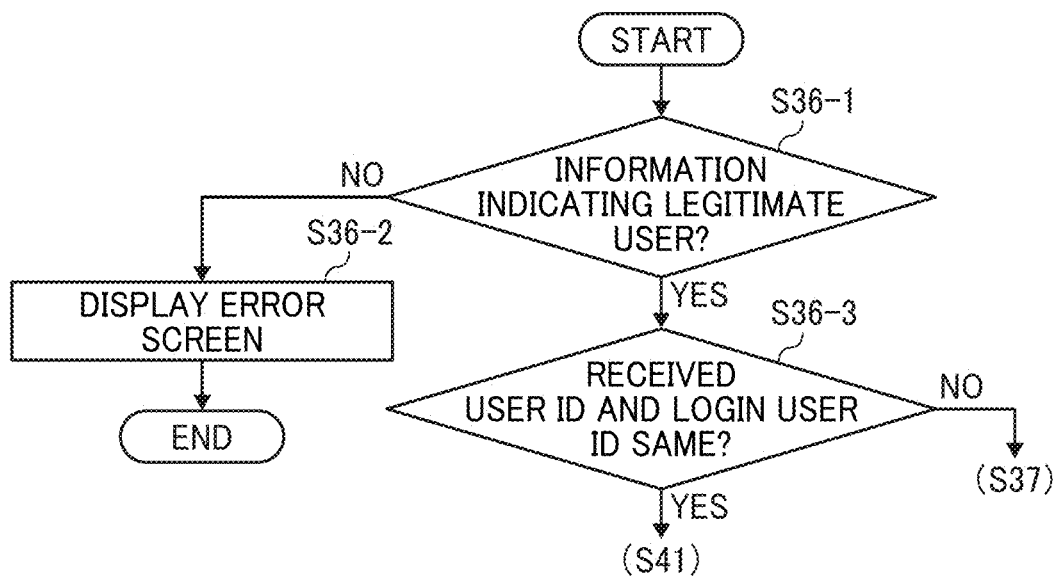 START
S36-1
INFORMATION
INDICATING LEGITIMATE
USER?
NO
S36-2
DISPLAY ERROR
SCREEN
END
YES
S36-3
RECEIVED
USER ID AND LOGIN USER
ID SAME?
NO
(S37)
YES
(S41)